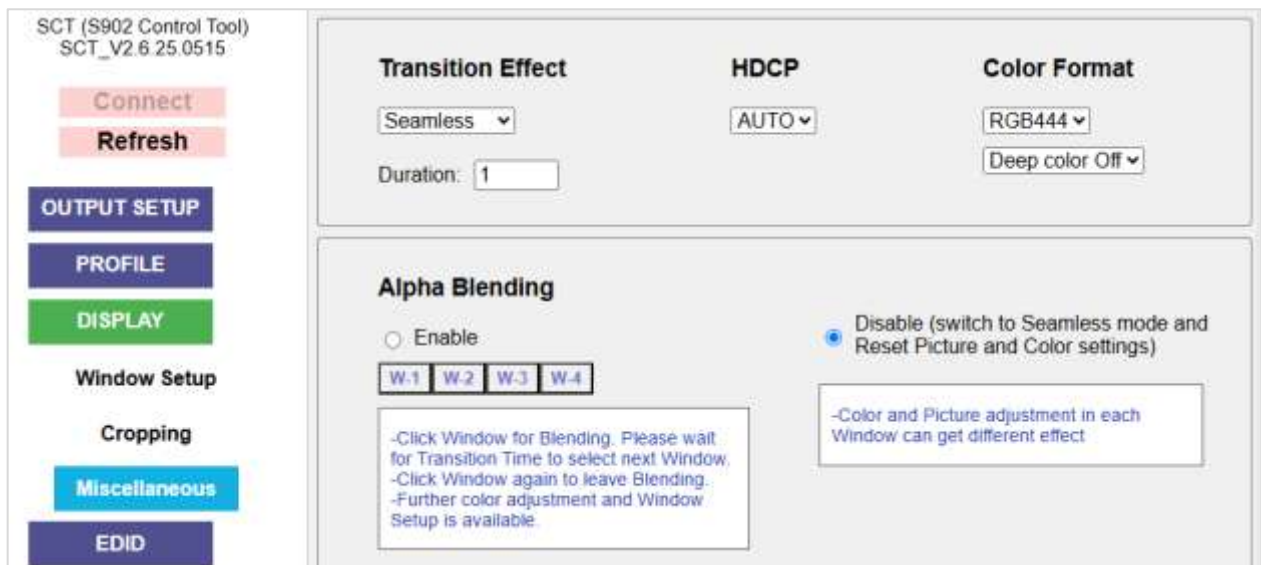 SCT (S902 Control Tool)
SCT_V2.6.25.0515
Connect
Refresh
OUTPUT SETUP
PROFILE
DISPLAY
Window Setup
Cropping
Miscellaneous
EDID
Transition Effect
Seamless
Duration: 1
HDCP
AUTO
Color Format
RGB444
Deep color Off
Alpha Blending
Enable
W-1 W-2 W-3 W-4
-Click Window for Blending. Please wait
for Transition Time to select next Window.
-Click Window again to leave Blending.
-Further color adjustment and Window
Setup is available.
Disable (switch to Seamless mode and
Reset Picture and Color settings)
-Color and Picture adjustment in each
Window can get different effect